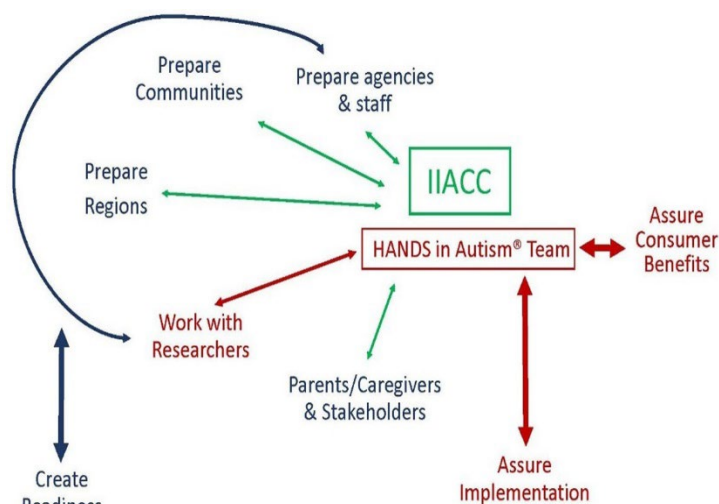 Prepare
Communities
Prepare agencies
& staff
Prepare
Regions
IIACC
HANDS in Autism® Team
Assure
Consumer
Benefits
Work with
Researchers
Parents/Caregivers
& Stakeholders
Create
Readiness
Assure
Implementation